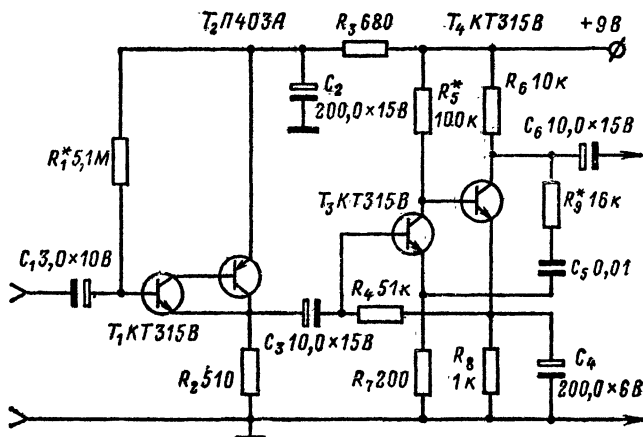 T₂П403А
R₃ 680
T₄ КТ315В
+9В
C₂
200,0×15В
R₅*
100к
R₆ 10к
C₆ 10,0×15В
R₁* 5,1М
T₃ КТ315В
R₉* 16к
C₁ 3,0×10В
C₅ 0,01
R₄ 51к
T₁ КТ315В
C₃ 10,0×15В
R₂ 510
R₇ 200
R₈
1к
C₄
200,0×6В